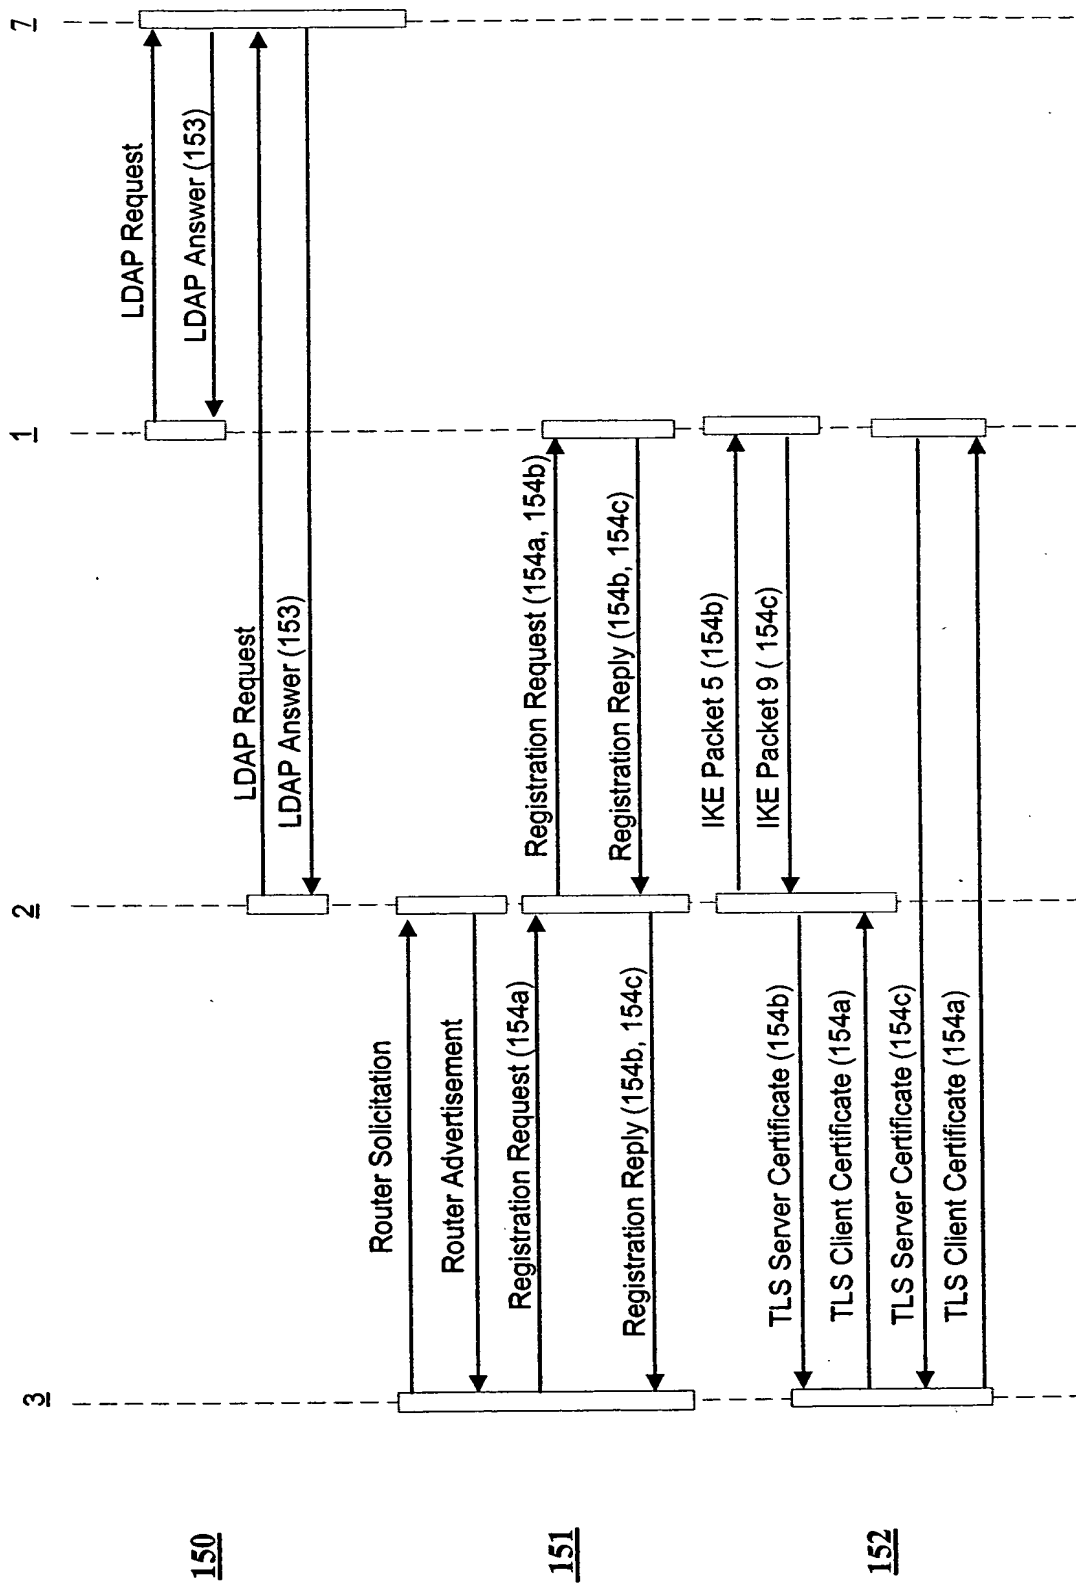 3
2
1
7
150
LDAP Request
LDAP Answer (153)
LDAP Request
LDAP Answer (153)
151
Router Solicitation
Router Advertisement
Registration Request (154a)
Registration Request (154a, 154b)
Registration Reply (154b, 154c)
Registration Reply (154b, 154c)
152
IKE Packet 5 (154b)
IKE Packet 9 ( 154c)
TLS Server Certificate (154b)
TLS Client Certificate (154a)
TLS Server Certificate (154c)
TLS Client Certificate (154a)